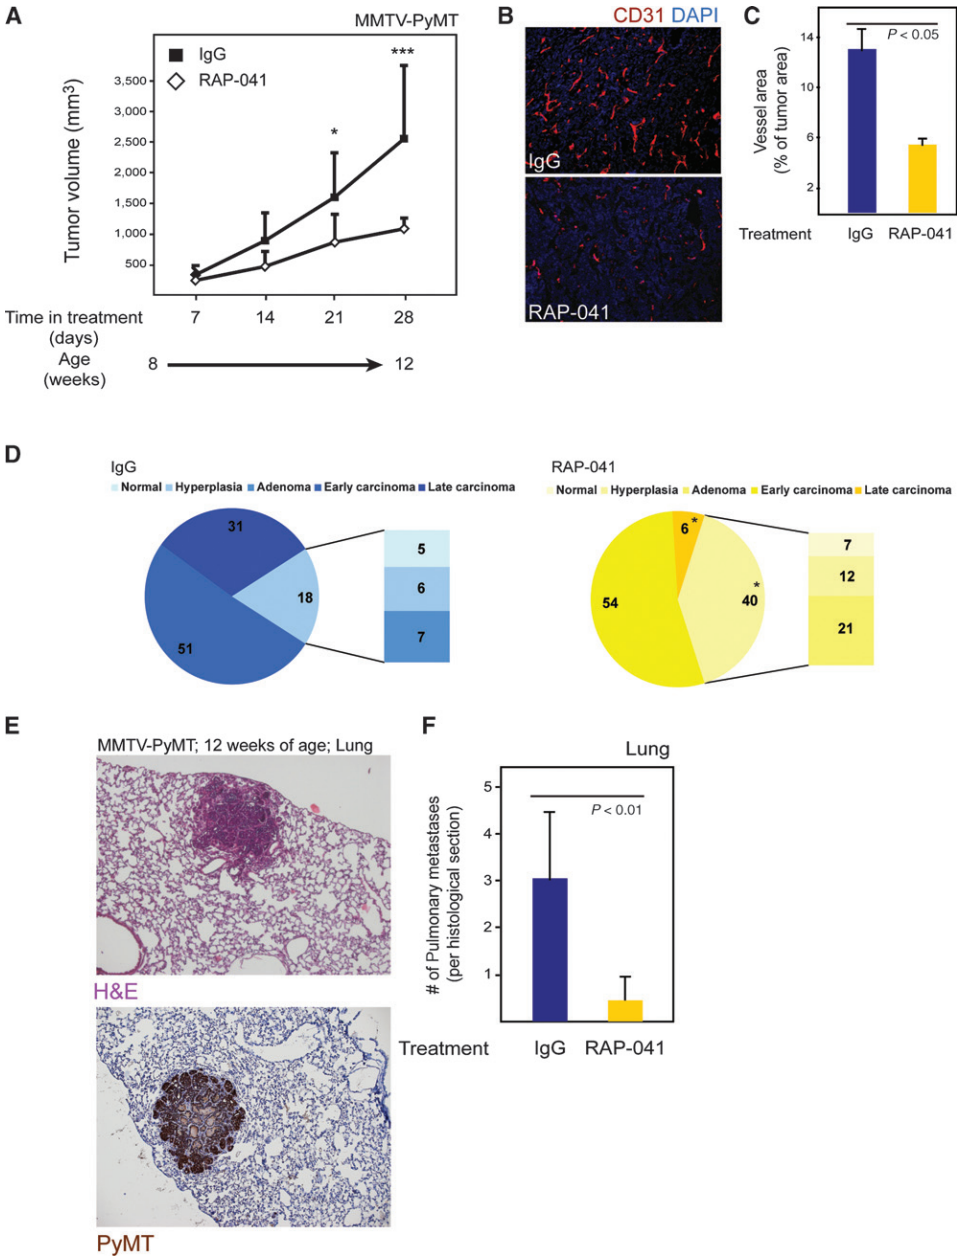 A
MMTV-PyMT
IgG
RAP-041
***
*
3,500
3,000
2,500
2,000
1,500
1,000
500
Tumor volume (mm³)
Time in treatment (days)
7 14 21 28
Age (weeks)
8 12
B
CD31 DAPI
IgG
RAP-041
C
P < 0.05
14
10
6
2
Vessel area
(% of tumor area)
Treatment IgG RAP-041
D
IgG
Normal Hyperplasia Adenoma Early carcinoma Late carcinoma
31
18
51
5
6
7
RAP-041
Normal Hyperplasia Adenoma Early carcinoma Late carcinoma
6 *
*
40
54
7
12
21
E
MMTV-PyMT; 12 weeks of age; Lung
H&E
PyMT
F
Lung
P < 0.01
5
4
3
2
1
# of Pulmonary metastases
(per histological section)
Treatment IgG RAP-041